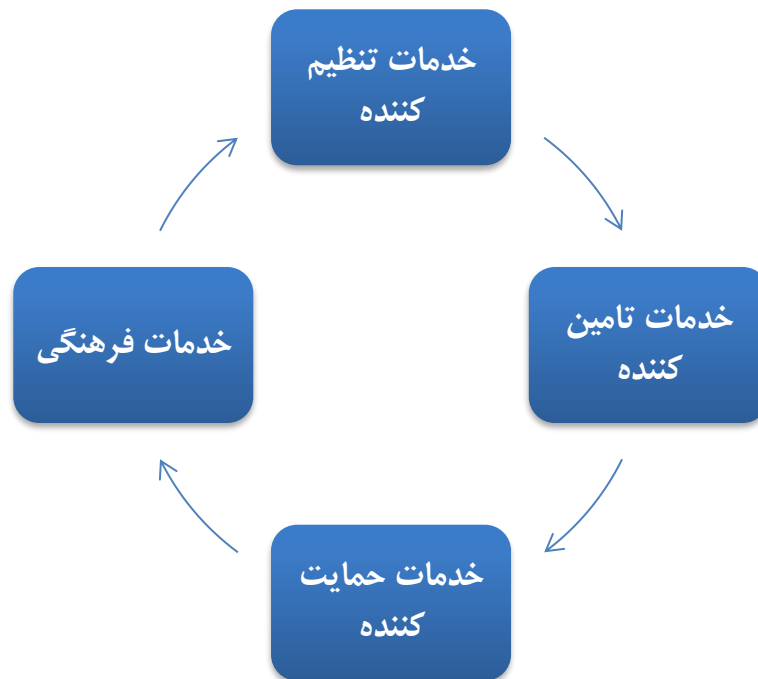 خدمات تنظیم
کننده
خدمات تامین
کننده
خدمات حمایت
کننده
خدمات فرهنگی